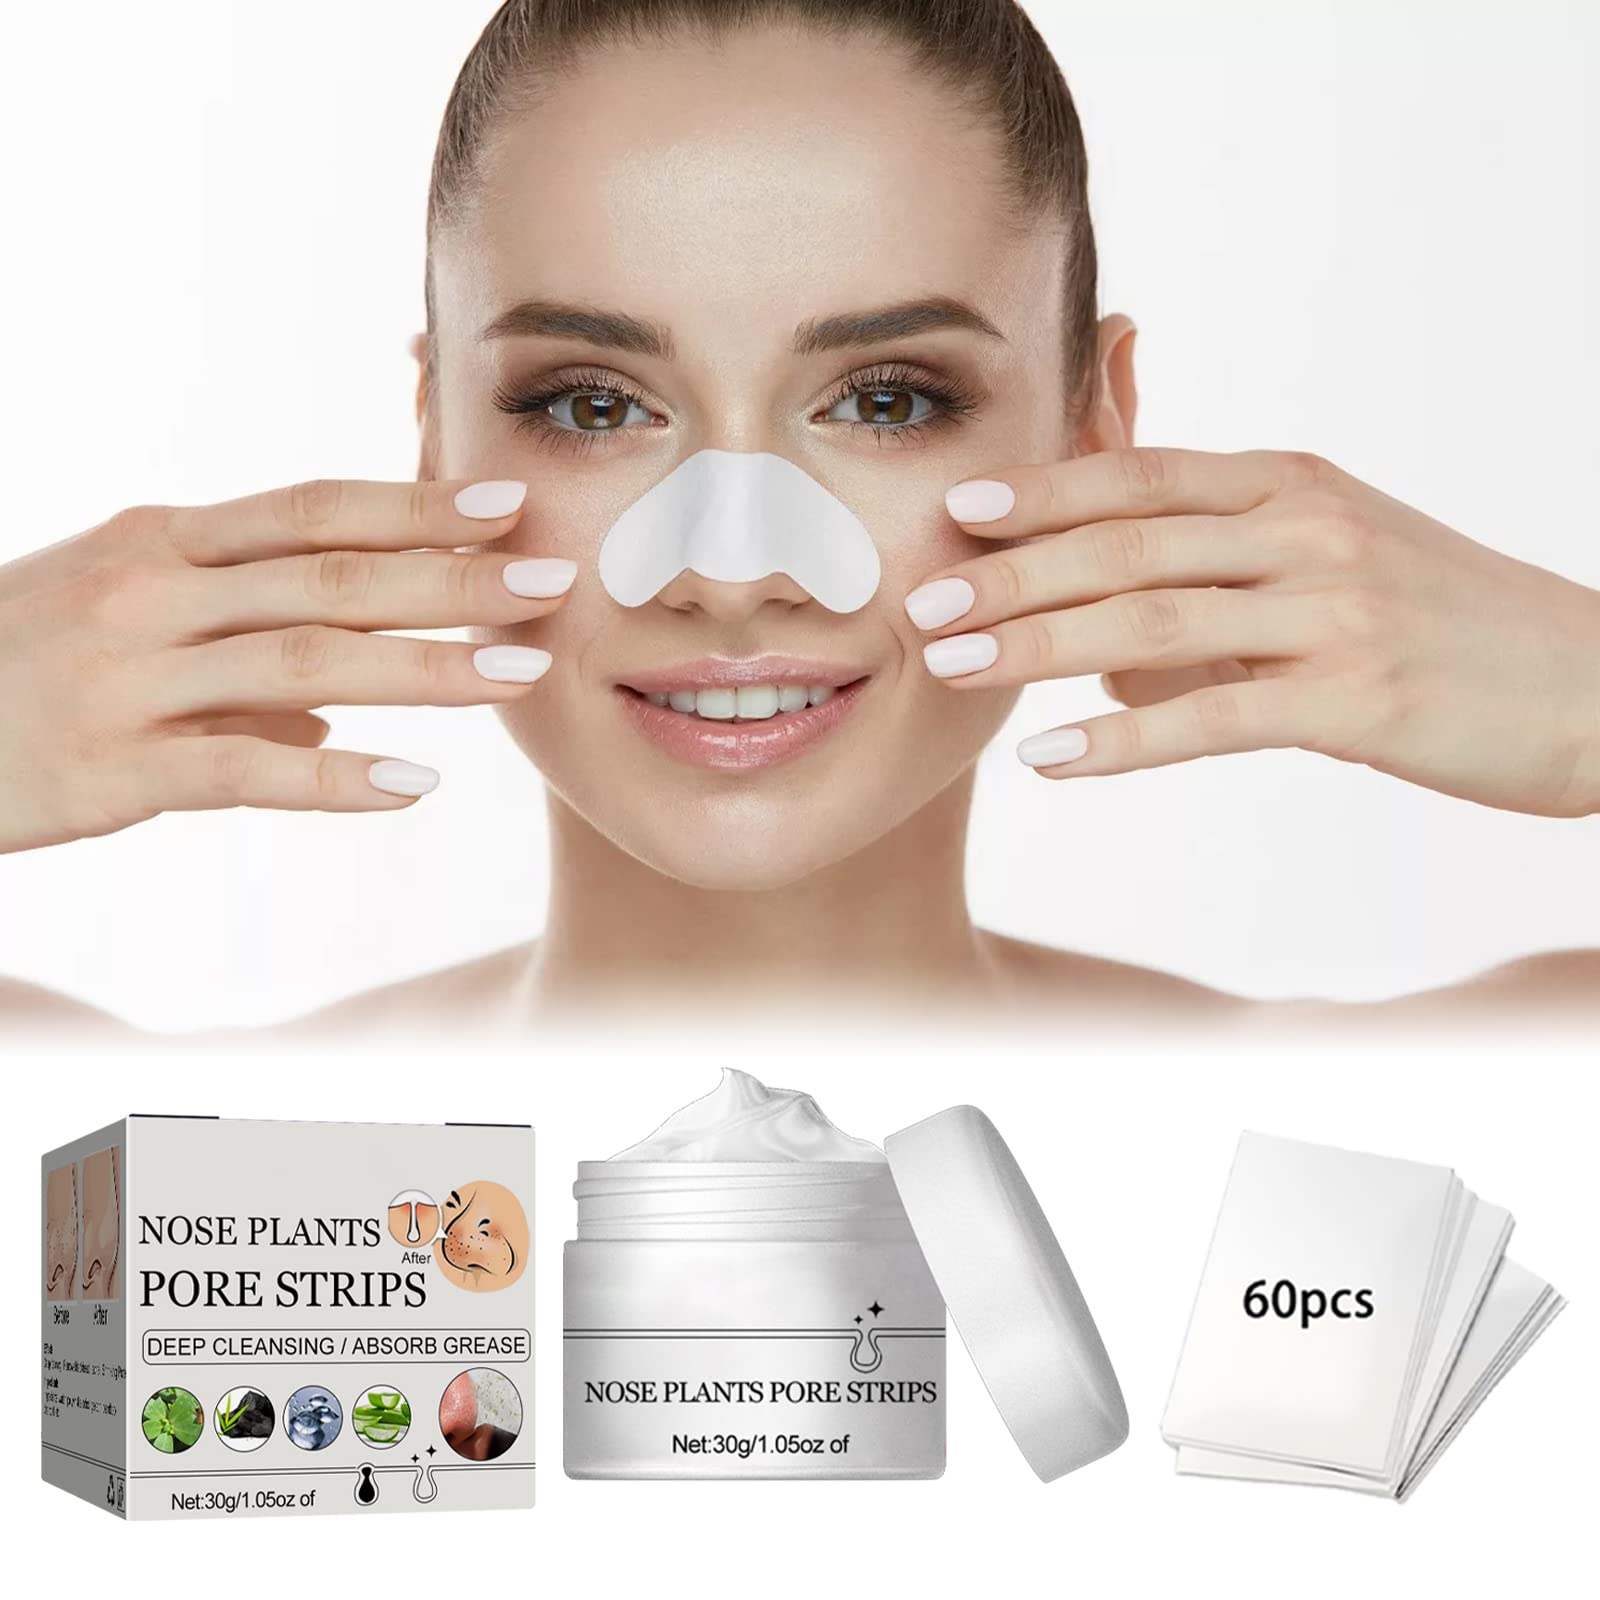 NOSE PLANTS
After
PORE STRIPS
DEEP CLEANSING / ABSORB GREASE
Net:30g/1.05oz of
Before
After
NOSE PLANTS PORE STRIPS
Net:30g/1.05oz of
60pcs